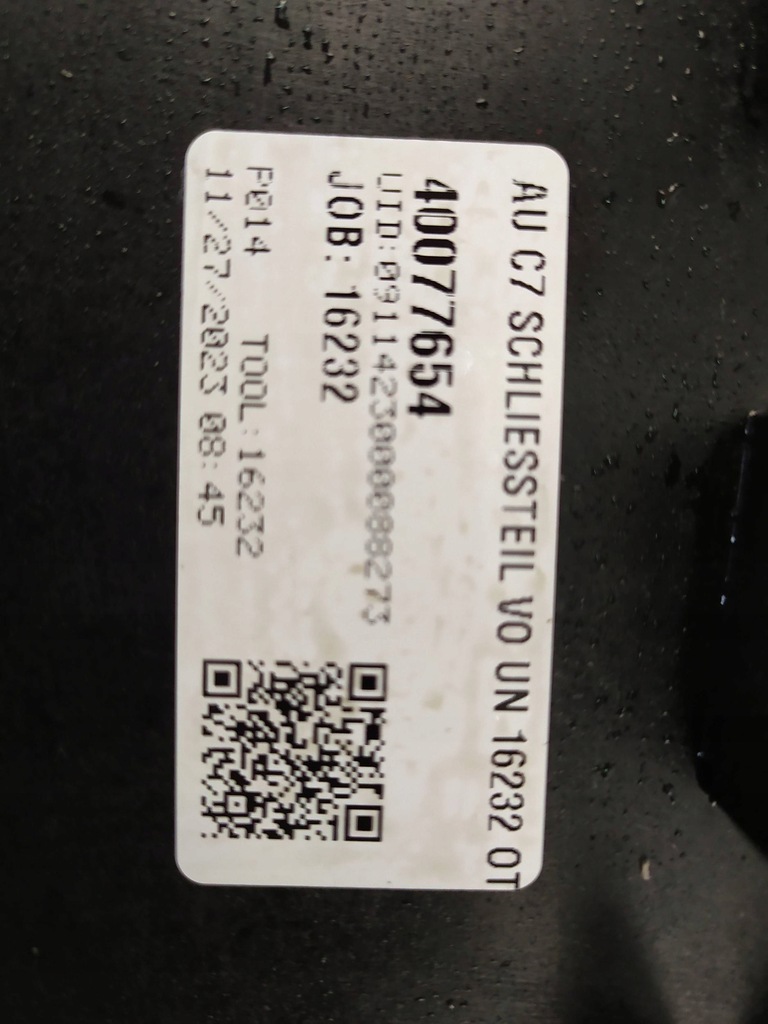 AU C7 SCHLIESSTEIL VO UN 16232 OT
40077654
UID:0911423000088273
JOB: 16232
P014 TOOL:16232
11/27/2023 08:45